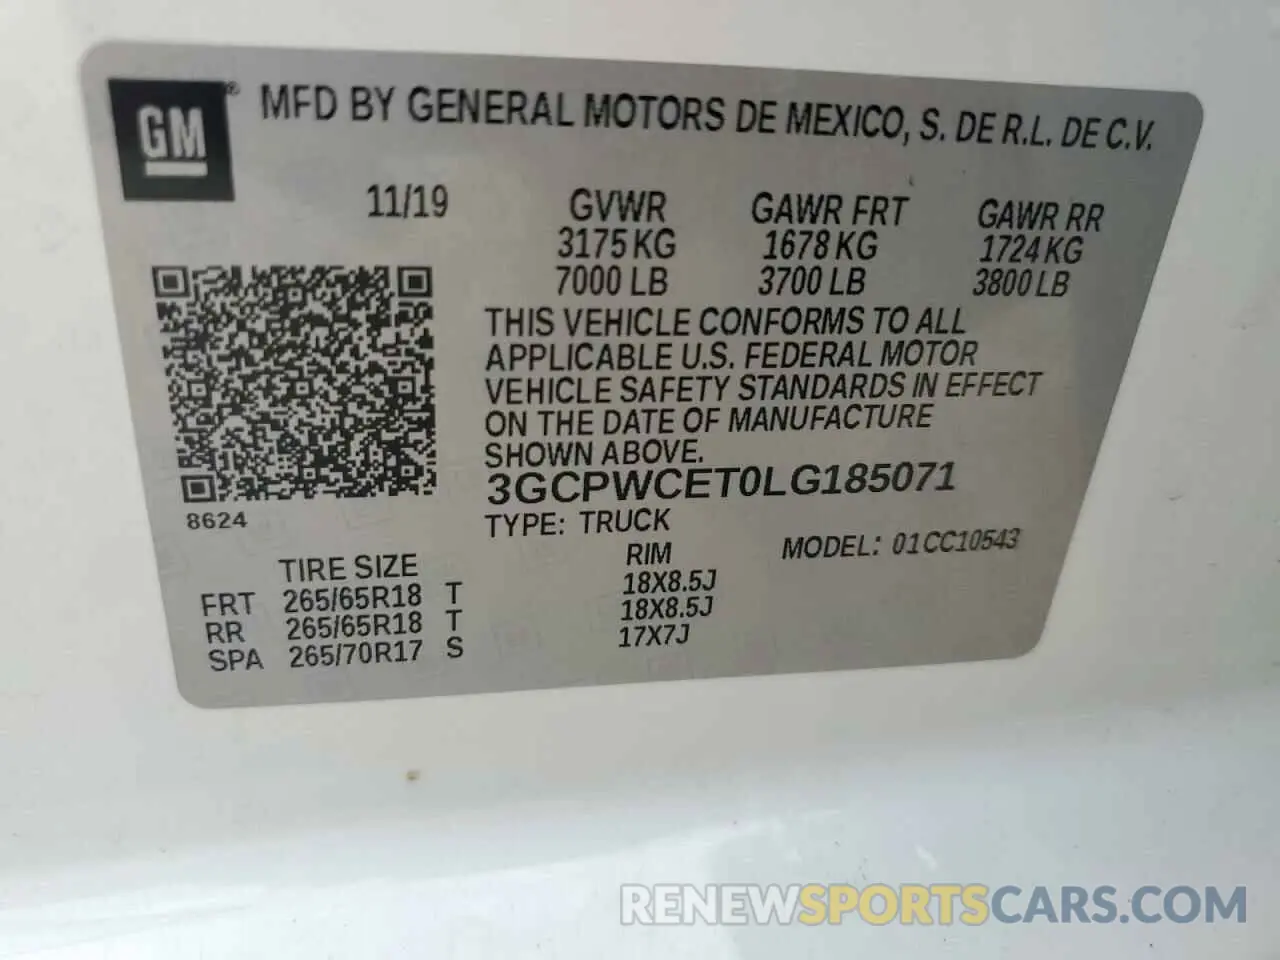 GM® MFD BY GENERAL MOTORS DE MEXICO, S. DE R.L. DE C.V.
11/19 GVWR GAWR FRT GAWR RR
3175 KG 1678 KG 1724 KG
7000 LB 3700 LB 3800 LB
THIS VEHICLE CONFORMS TO ALL
APPLICABLE U.S. FEDERAL MOTOR
VEHICLE SAFETY STANDARDS IN EFFECT
ON THE DATE OF MANUFACTURE
SHOWN ABOVE.
3GCPWCET0LG185071
8624
TYPE: TRUCK
MODEL: 01CC10543
TIRE SIZE RIM
FRT 265/65R18 T 18X8.5J
RR 265/65R18 T 18X8.5J
SPA 265/70R17 S 17X7J
RENEWSPORTSCARS.COM